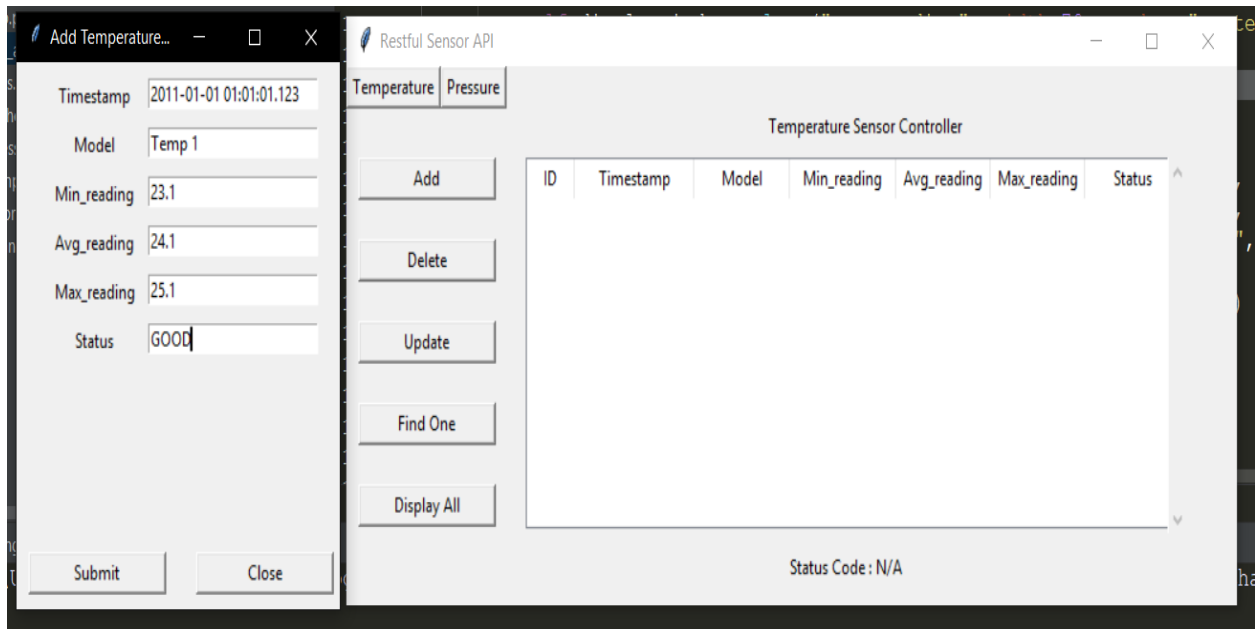 Add Temperature...
Timestamp 2011-01-01 01:01:01.123
Model Temp 1
Min_reading 23.1
Avg_reading 24.1
Max_reading 25.1
Status GOOD
Submit Close
Restful Sensor API
Temperature Pressure
Temperature Sensor Controller
Add
Delete
Update
Find One
Display All
ID Timestamp Model Min_reading Avg_reading Max_reading Status
Status Code : N/A